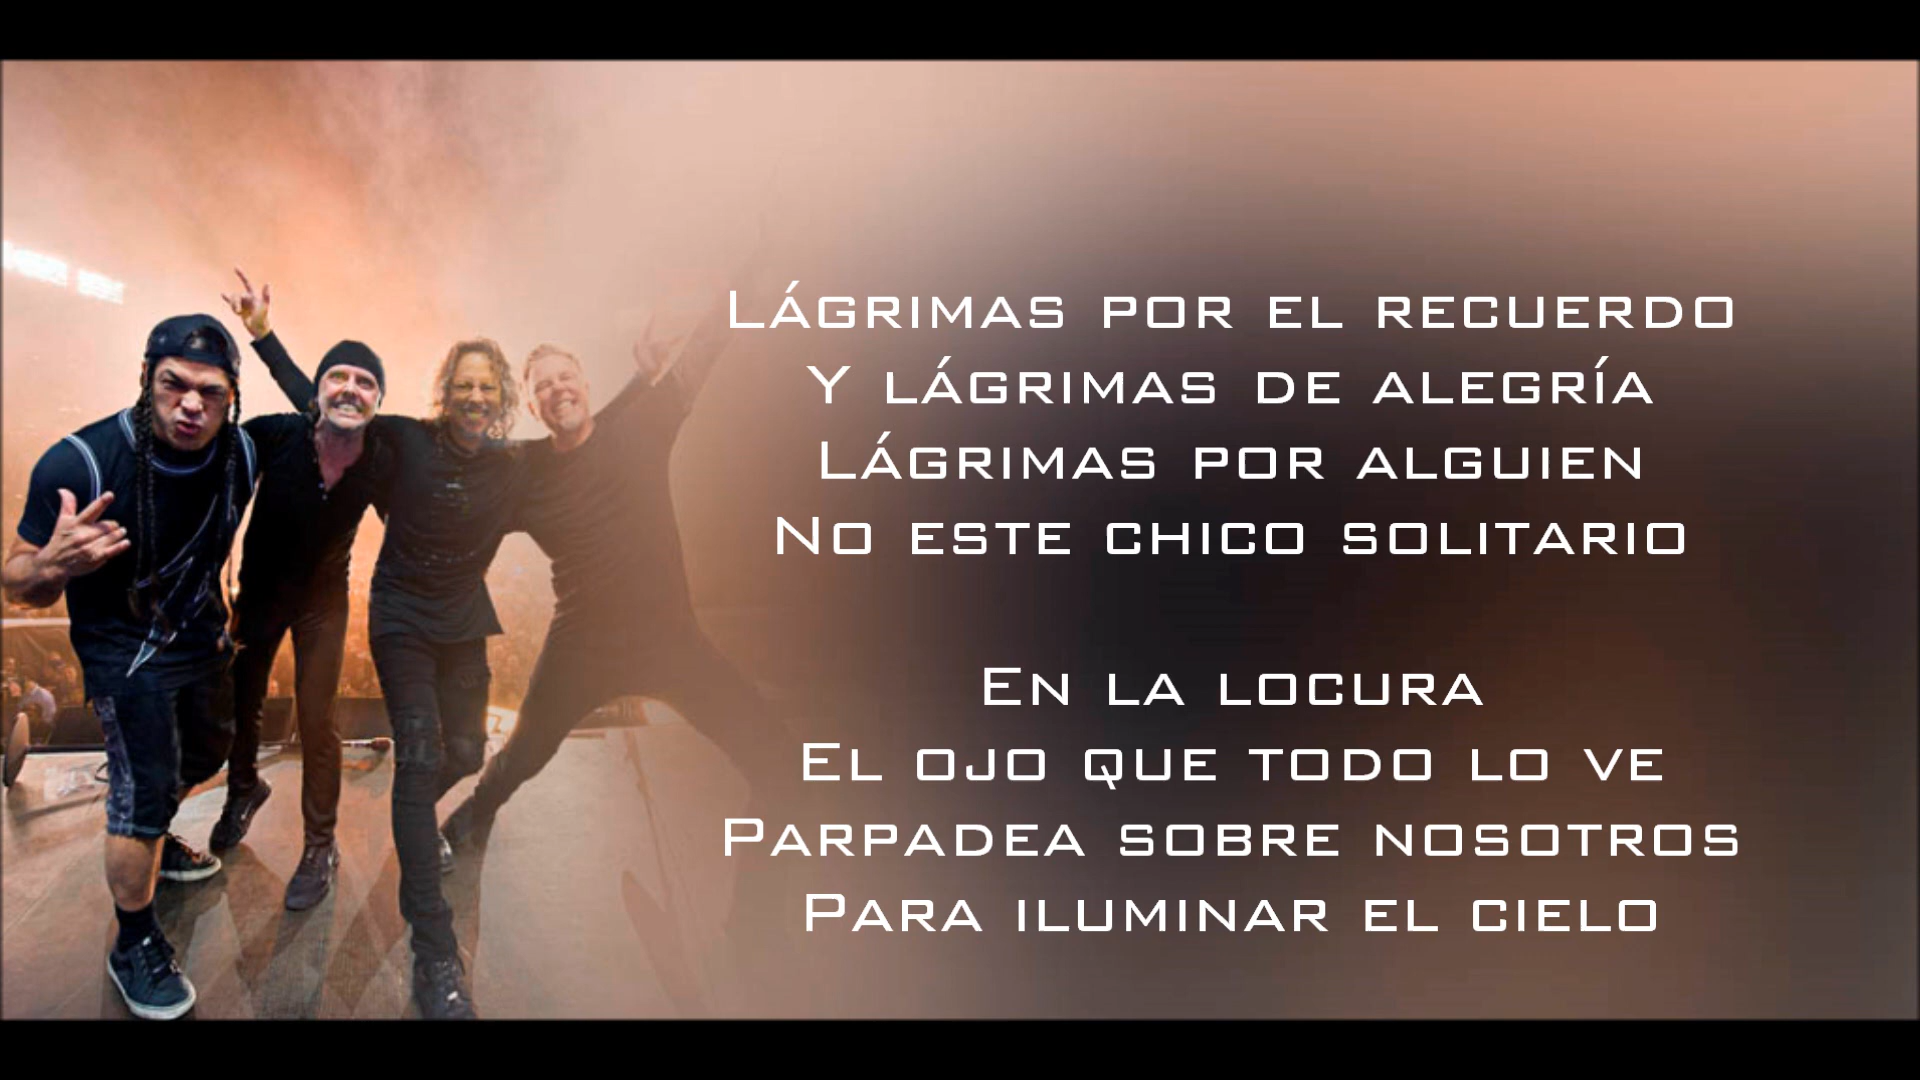 Lágrimas por el recuerdo
Y lágrimas de alegría
Lágrimas por alguien
No este chico solitario
En la locura
El ojo que todo lo ve
Parpadea sobre nosotros
Para iluminar el cielo